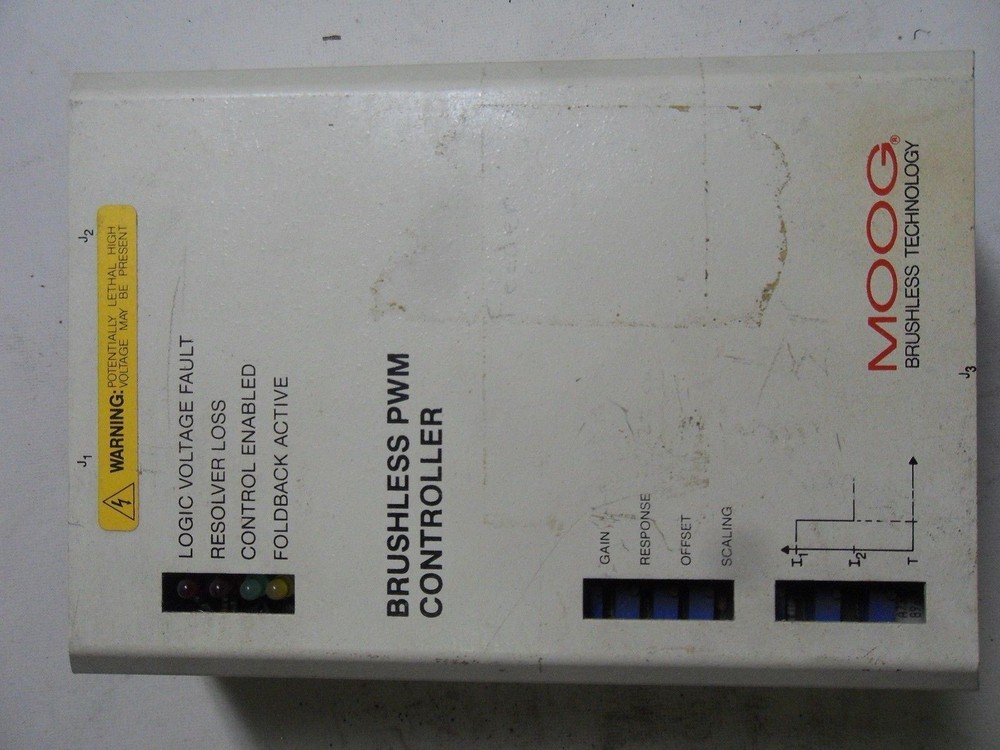 J1
J2
WARNING: POTENTIALLY LETHAL HIGH
VOLTAGE MAY BE PRESENT
LOGIC VOLTAGE FAULT
RESOLVER LOSS
CONTROL ENABLED
FOLDBACK ACTIVE
BRUSHLESS PWM
CONTROLLER
GAIN
RESPONSE
OFFSET
SCALING
I1
I2
T
MOOG®
BRUSHLESS TECHNOLOGY
J3